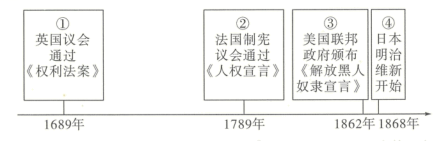 ①
英国议会
通过
《权利法案》
②
法国制宪
议会通过
《人权宣言》
③
美国联邦
政府颁布
《解放黑人
奴隶宣言》
④
日本
明治
维新
开始
1689年
1789年
1862年
1868年